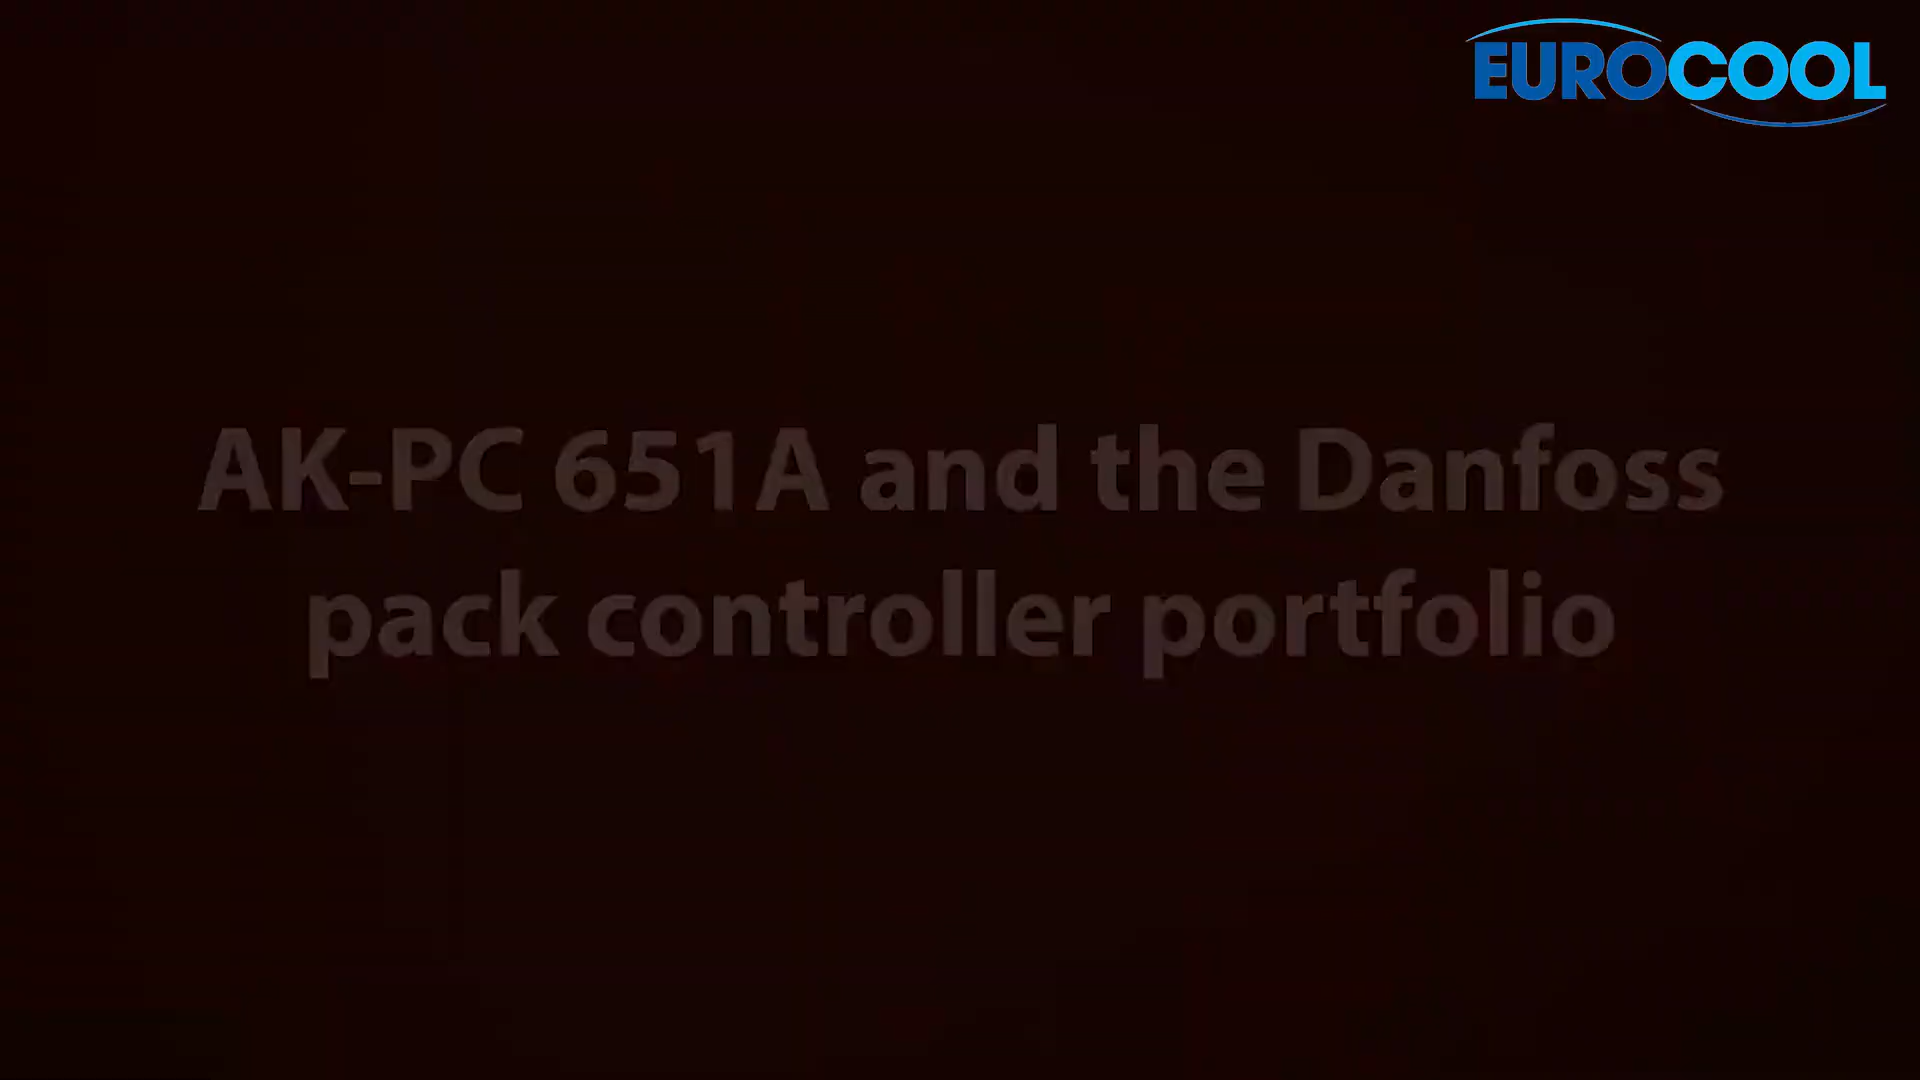 EUROCOOL
AK-PC 651A and the Danfoss
pack controller portfolio